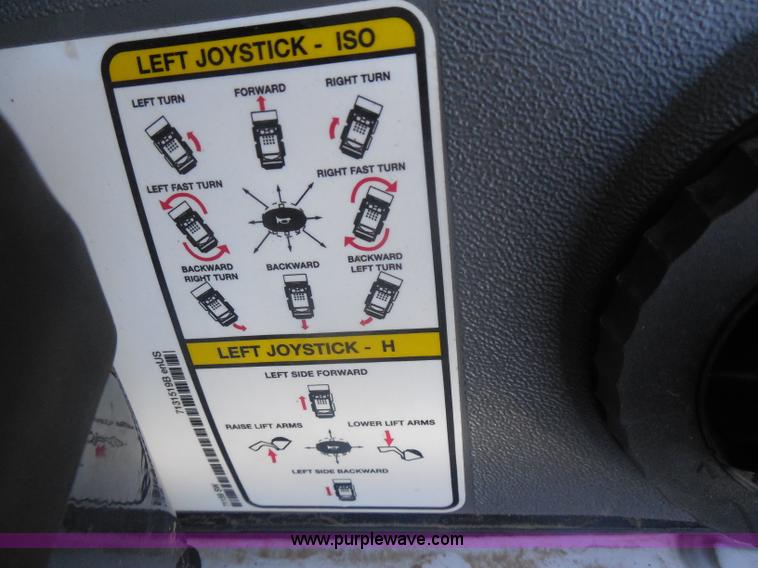 LEFT JOYSTICK - ISO
LEFT TURN
FORWARD
RIGHT TURN
LEFT FAST TURN
RIGHT FAST TURN
BACKWARD
RIGHT TURN
BACKWARD
BACKWARD
LEFT TURN
LEFT JOYSTICK - H
LEFT SIDE FORWARD
RAISE LIFT ARMS
LOWER LIFT ARMS
LEFT SIDE BACKWARD
7131519B enUS
www.purplewave.com